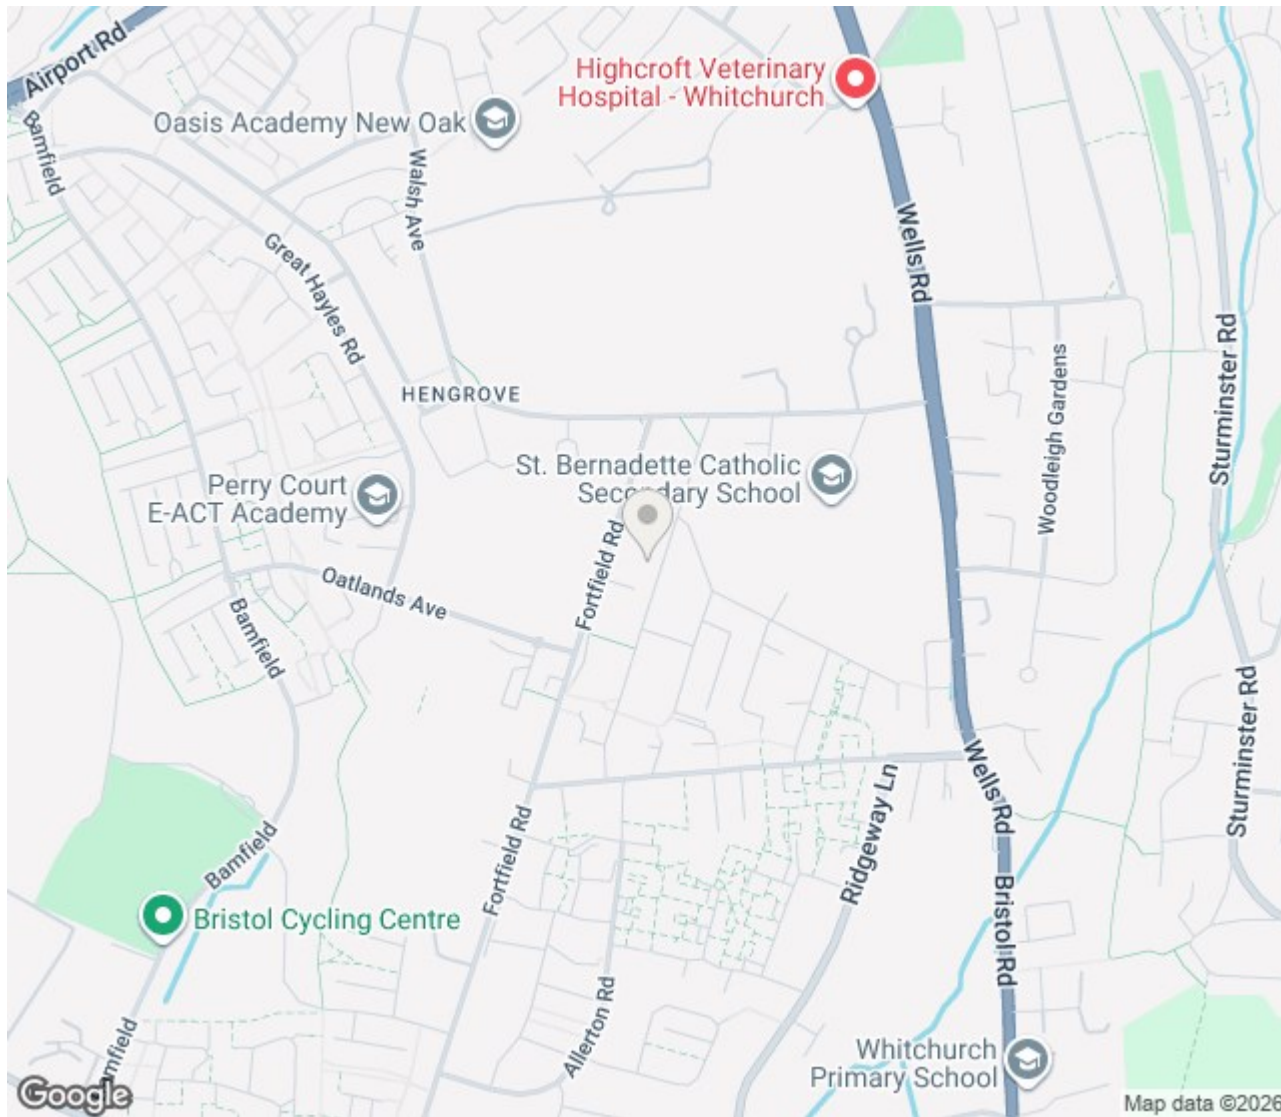 Airport Rd
Highcroft Veterinary
Hospital - Whitchurch
Oasis Academy New Oak
Bamfield
Walsh Ave
Wells Rd
Great Hayles Rd
HENGROVE
Sturminster Rd
Woodleigh Gardens
St. Bernadette Catholic
Secondary School
Perry Court
E-ACT Academy
Fortfield Rd
Oatlands Ave
Bamfield
Sturminster Rd
Wells Rd
Ridgeway Ln
Bamfield
Fortfield Rd
Bristol Rd
Bristol Cycling Centre
Allerton Rd
Bamfield
Whitchurch
Primary School
Google
Map data ©2026